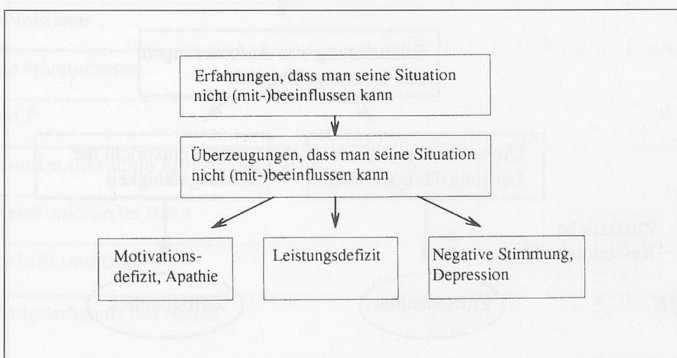 Erfahrungen, dass man seine Situation
nicht (mit-)beeinflussen kann
Überzeugungen, dass man seine Situation
nicht (mit-)beeinflussen kann
Motivations-
defizit, Apathie
Leistungsdefizit
Negative Stimmung,
Depression